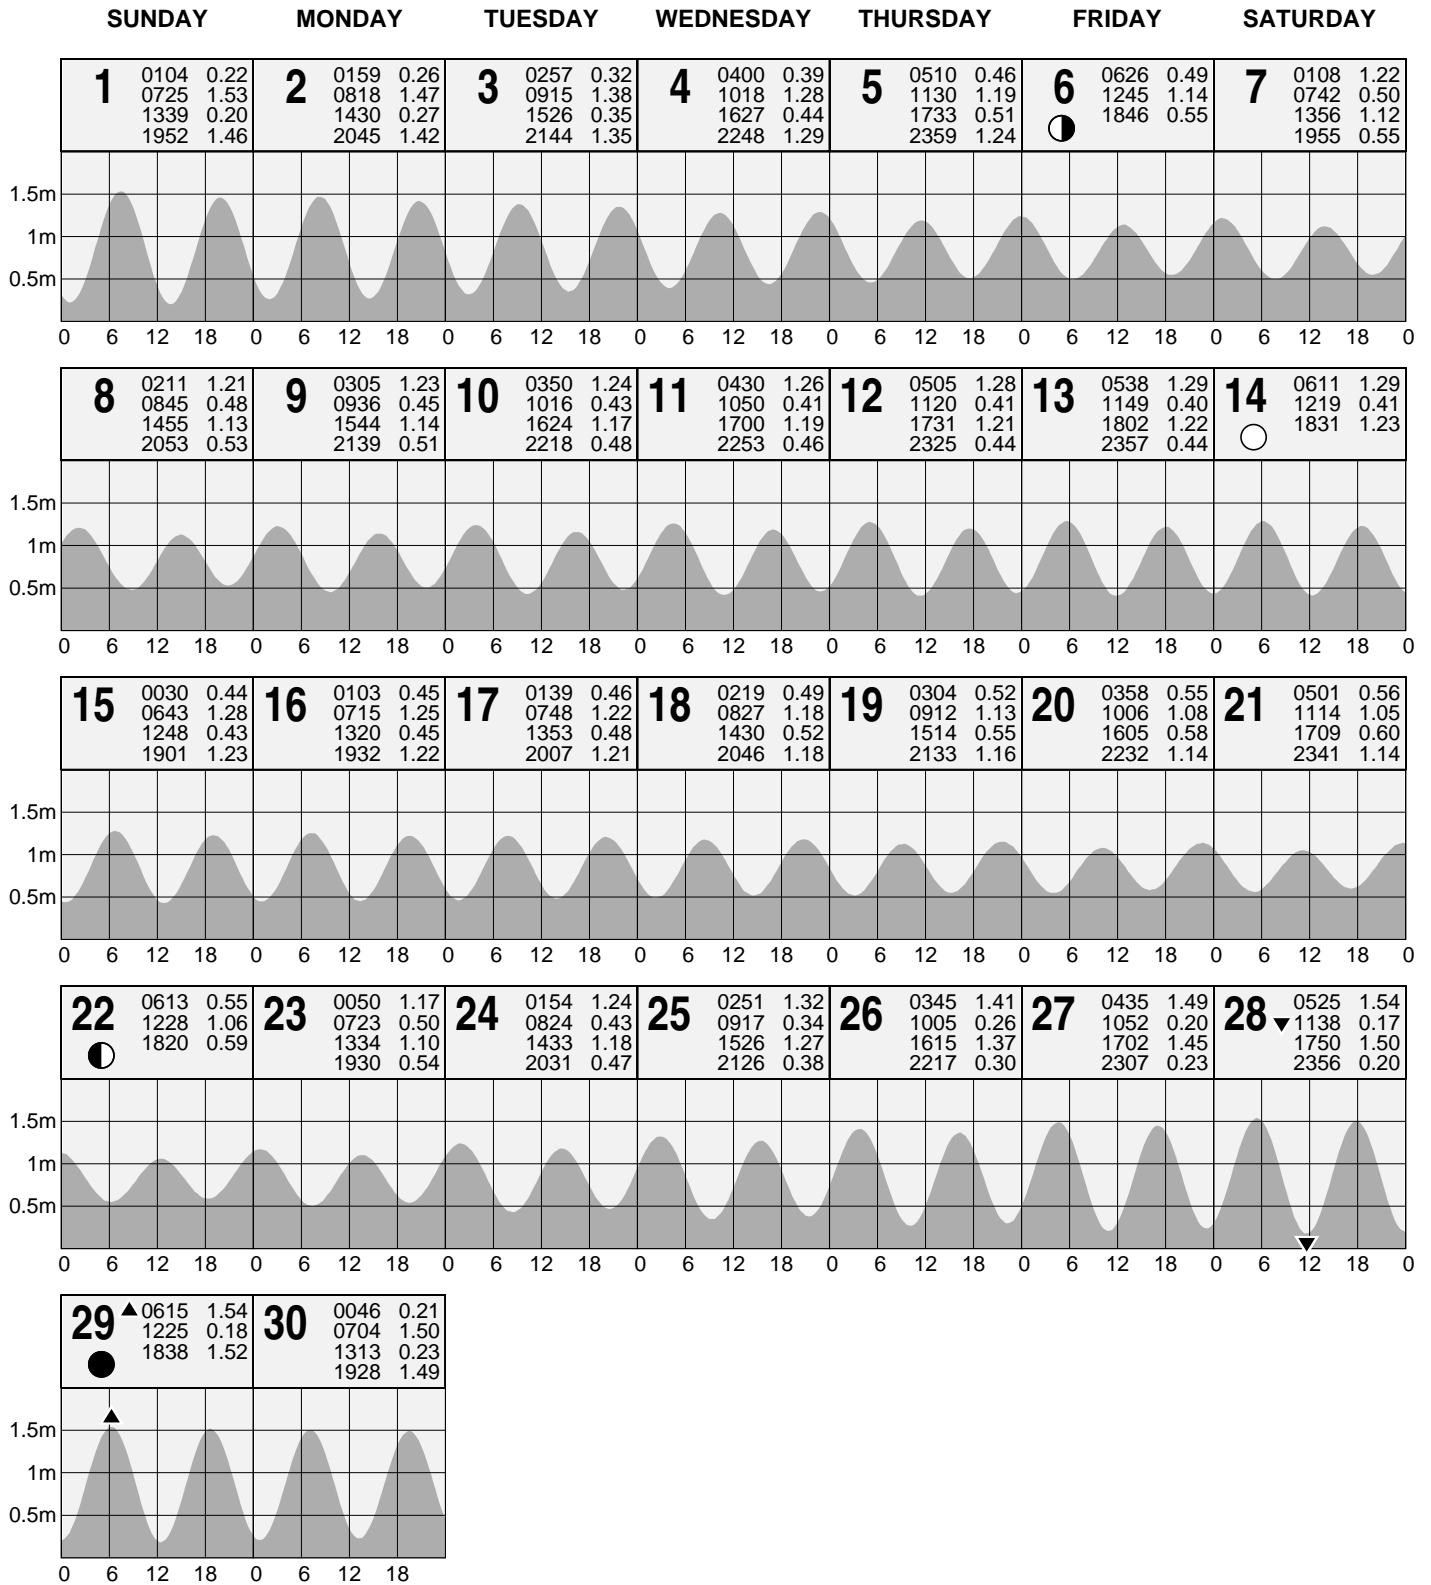 SUNDAY MONDAY TUESDAY WEDNESDAY THURSDAY FRIDAY SATURDAY
1 0104 0.22
0725 1.53
1339 0.20
1952 1.46
2 0159 0.26
0818 1.47
1430 0.27
2045 1.42
3 0257 0.32
0915 1.38
1526 0.35
2144 1.35
4 0400 0.39
1018 1.28
1627 0.44
2248 1.29
5 0510 0.46
1130 1.19
1733 0.51
2359 1.24
6 0626 0.49
1245 1.14
1846 0.55
7 0108 1.22
0742 0.50
1356 1.12
1955 0.55
1.5m
1m
0.5m
0 6 12 18 0 6 12 18 0 6 12 18 0 6 12 18 0 6 12 18 0 6 12 18 0 6 12 18 0
8 0211 1.21
0845 0.48
1455 1.13
2053 0.53
9 0305 1.23
0936 0.45
1544 1.14
2139 0.51
10 0350 1.24
1016 0.43
1624 1.17
2218 0.48
11 0430 1.26
1050 0.41
1700 1.19
2253 0.46
12 0505 1.28
1120 0.41
1731 1.21
2325 0.44
13 0538 1.29
1149 0.40
1802 1.22
2357 0.44
14 0611 1.29
1219 0.41
1831 1.23
1.5m
1m
0.5m
0 6 12 18 0 6 12 18 0 6 12 18 0 6 12 18 0 6 12 18 0 6 12 18 0 6 12 18 0
15 0030 0.44
0643 1.28
1248 0.43
1901 1.23
16 0103 0.45
0715 1.25
1320 0.45
1932 1.22
17 0139 0.46
0748 1.22
1353 0.48
2007 1.21
18 0219 0.49
0827 1.18
1430 0.52
2046 1.18
19 0304 0.52
0912 1.13
1514 0.55
2133 1.16
20 0358 0.55
1006 1.08
1605 0.58
2232 1.14
21 0501 0.56
1114 1.05
1709 0.60
2341 1.14
1.5m
1m
0.5m
0 6 12 18 0 6 12 18 0 6 12 18 0 6 12 18 0 6 12 18 0 6 12 18 0 6 12 18 0
22 0613 0.55
1228 1.06
1820 0.59
23 0050 1.17
0723 0.50
1334 1.10
1930 0.54
24 0154 1.24
0824 0.43
1433 1.18
2031 0.47
25 0251 1.32
0917 0.34
1526 1.27
2126 0.38
26 0345 1.41
1005 0.26
1615 1.37
2217 0.30
27 0435 1.49
1052 0.20
1702 1.45
2307 0.23
28 0525 1.54
1138 0.17
1750 1.50
2356 0.20
1.5m
1m
0.5m
0 6 12 18 0 6 12 18 0 6 12 18 0 6 12 18 0 6 12 18 0 6 12 18 0 6 12 18 0
29 0615 1.54
1225 0.18
1838 1.52
30 0046 0.21
0704 1.50
1313 0.23
1928 1.49
1.5m
1m
0.5m
0 6 12 18 0 6 12 18